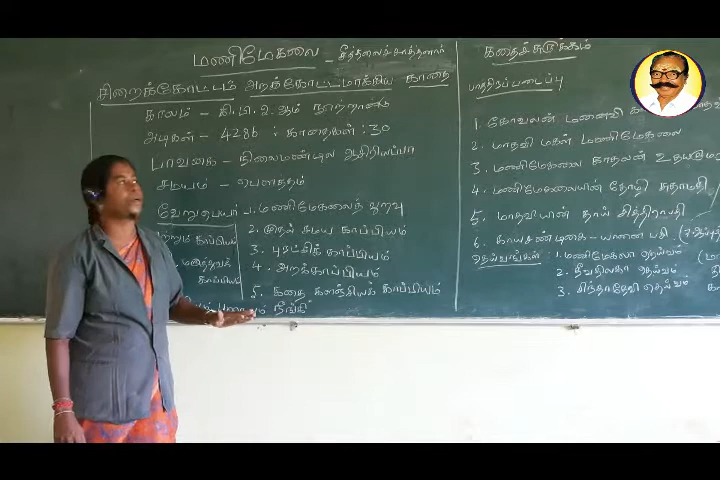 மணிமேகலை - சீத்தலைச் சாத்தனார்
சிறைக்கோட்டம் அறக்கோட்டமாக்கிய காதை
காலம் - கி.பி.2.ஆம் நூற்றாண்டு
அடிகள் - 4286 : காதைகள் : 30
பாவகை - நிலைமண்டில ஆசிரியப்பா
சமயம் - பௌத்தம்
வேறுபெயர் - 1. மணிமேகலைத் துறவு
2. முதல் சமய காப்பியம்
3. புரட்சிக் காப்பியம்
4. அறக்காப்பியம்
5. கதை களஞ்சியக் காப்பியம்
நீங்கி
கதைச் சுருக்கம்
பாத்திரப் படைப்பு
1. கோவலன் மனைவி
2. மாதவி மகள் மணிமேகலை
3. மணிமேகலை காதலன்
4. மணிமேகலையின் தோழி சுதாமதி
5. மாதவியின் தாய் சித்திராபதி
6. காயசண்டிகை - யானை பசி
தெய்வங்கள் : 1. மணிமேகலா தெய்வம்
2. தீவதிலகை தெய்வம்
3. சிந்தாதேவி தெய்வம்